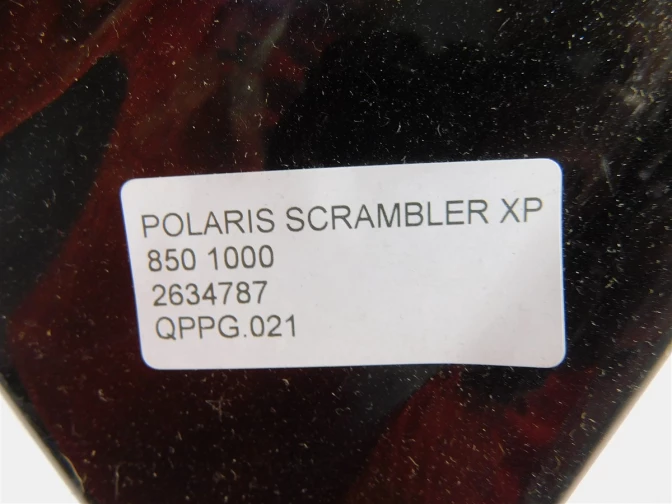 POLARIS SCRAMBLER XP
850 1000
2634787
QPPG.021